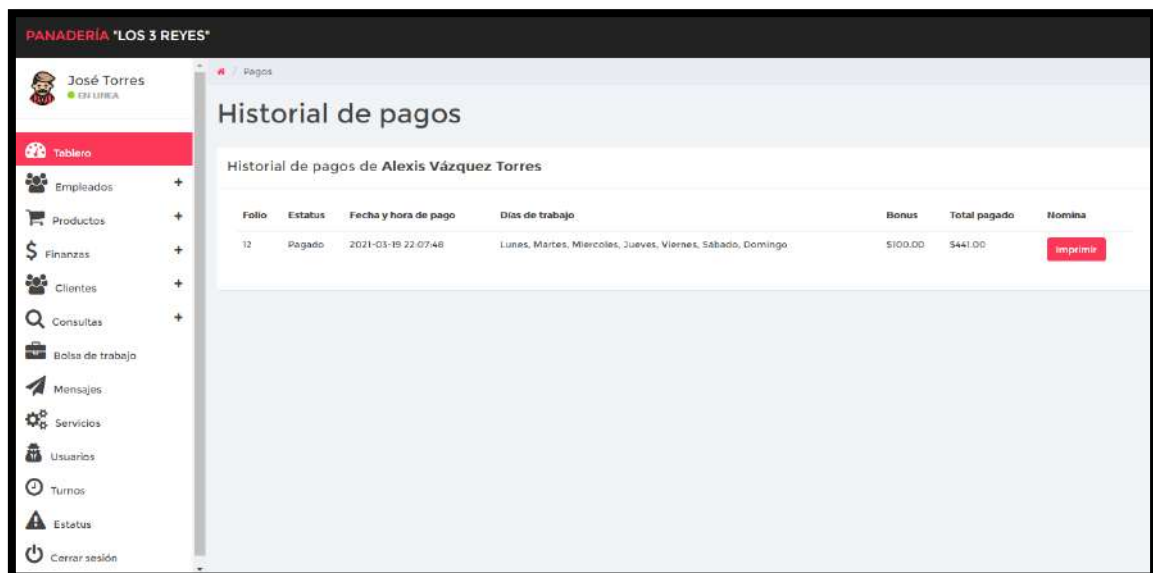 PANADERÍA "LOS 3 REYES"
José Torres
EN LINEA
Tablero
Empleados +
Productos +
Finanzas +
Clientes +
Consultas +
Bolsa de trabajo
Mensajes
Servicios
Usuarios
Turnos
Estatus
Cerrar sesión
/ Pagos
Historial de pagos
Historial de pagos de Alexis Vázquez Torres
Folio Estatus Fecha y hora de pago Días de trabajo Bonus Total pagado Nomina
12 Pagado 2021-03-19 22:07:48 Lunes, Martes, Miercoles, Jueves, Viernes, Sábado, Domingo $100.00 $441.00 Imprimir